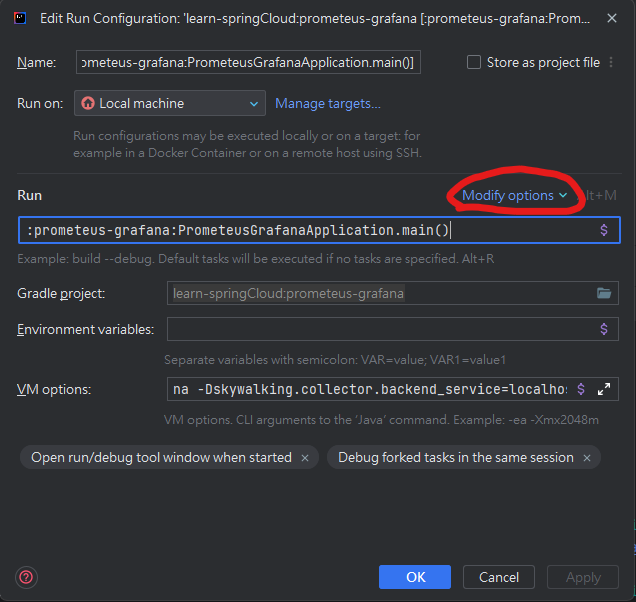 Edit Run Configuration: 'learn-springCloud:prometeus-grafana [:prometeus-grafana:Prom...
Name: ometeus-grafana:PrometeusGrafanaApplication.main()] Store as project file
Run on: Local machine Manage targets...
Run configurations may be executed locally or on a target: for
example in a Docker Container or on a remote host using SSH.
Run Modify options lt+M
:prometeus-grafana:PrometeusGrafanaApplication.main() $
Example: build --debug. Default tasks will be executed if no tasks are specified. Alt+R
Gradle project: learn-springCloud:prometeus-grafana
Environment variables: $
Separate variables with semicolon: VAR=value; VAR1=value1
VM options: na -Dskywalking.collector.backend_service=localhos $
VM options. CLI arguments to the 'Java' command. Example: -ea -Xmx2048m
Open run/debug tool window when started × Debug forked tasks in the same session ×
? OK Cancel Apply